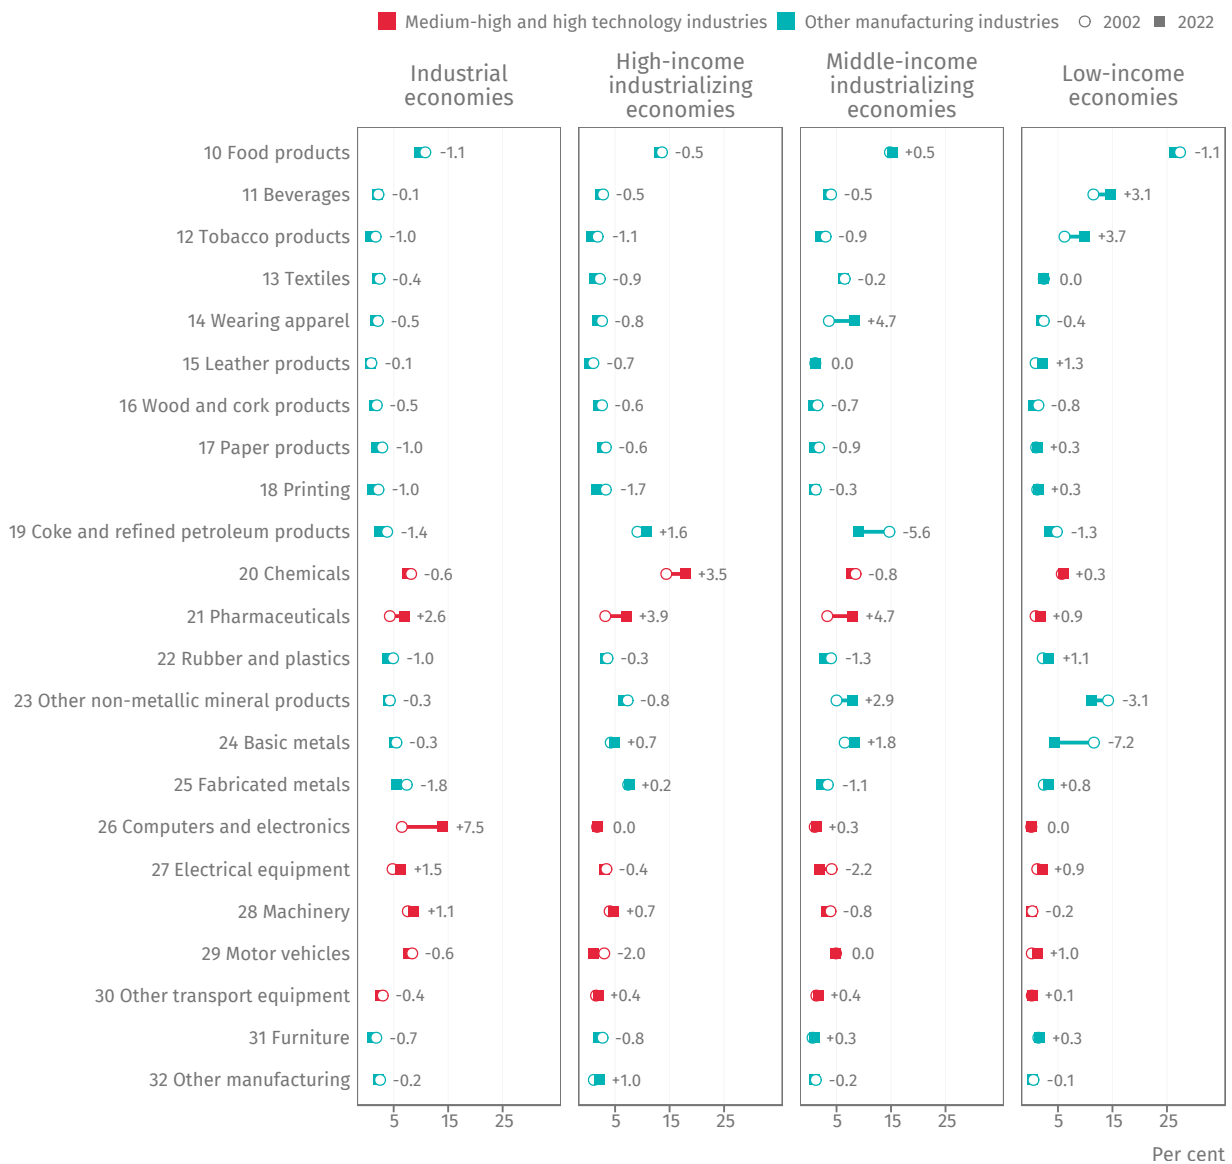 Medium-high and high technology industries Other manufacturing industries 2002 2022
Industrial economies
High-income industrializing economies
Middle-income industrializing economies
Low-income economies
10 Food products -1.1 -0.5 +0.5 -1.1
11 Beverages -0.1 -0.5 -0.5 +3.1
12 Tobacco products -1.0 -1.1 -0.9 +3.7
13 Textiles -0.4 -0.9 -0.2 0.0
14 Wearing apparel -0.5 -0.8 +4.7 -0.4
15 Leather products -0.1 -0.7 0.0 +1.3
16 Wood and cork products -0.5 -0.6 -0.7 -0.8
17 Paper products -1.0 -0.6 -0.9 +0.3
18 Printing -1.0 -1.7 -0.3 +0.3
19 Coke and refined petroleum products -1.4 +1.6 -5.6 -1.3
20 Chemicals -0.6 +3.5 -0.8 +0.3
21 Pharmaceuticals +2.6 +3.9 +4.7 +0.9
22 Rubber and plastics -1.0 -0.3 -1.3 +1.1
23 Other non-metallic mineral products -0.3 -0.8 +2.9 -3.1
24 Basic metals -0.3 +0.7 +1.8 -7.2
25 Fabricated metals -1.8 +0.2 -1.1 +0.8
26 Computers and electronics +7.5 0.0 +0.3 0.0
27 Electrical equipment +1.5 -0.4 -2.2 +0.9
28 Machinery +1.1 +0.7 -0.8 -0.2
29 Motor vehicles -0.6 -2.0 0.0 +1.0
30 Other transport equipment -0.4 +0.4 +0.4 +0.1
31 Furniture -0.7 -0.8 +0.3 +0.3
32 Other manufacturing -0.2 +1.0 -0.2 -0.1
5 15 25 5 15 25 5 15 25 5 15 25
Per cent